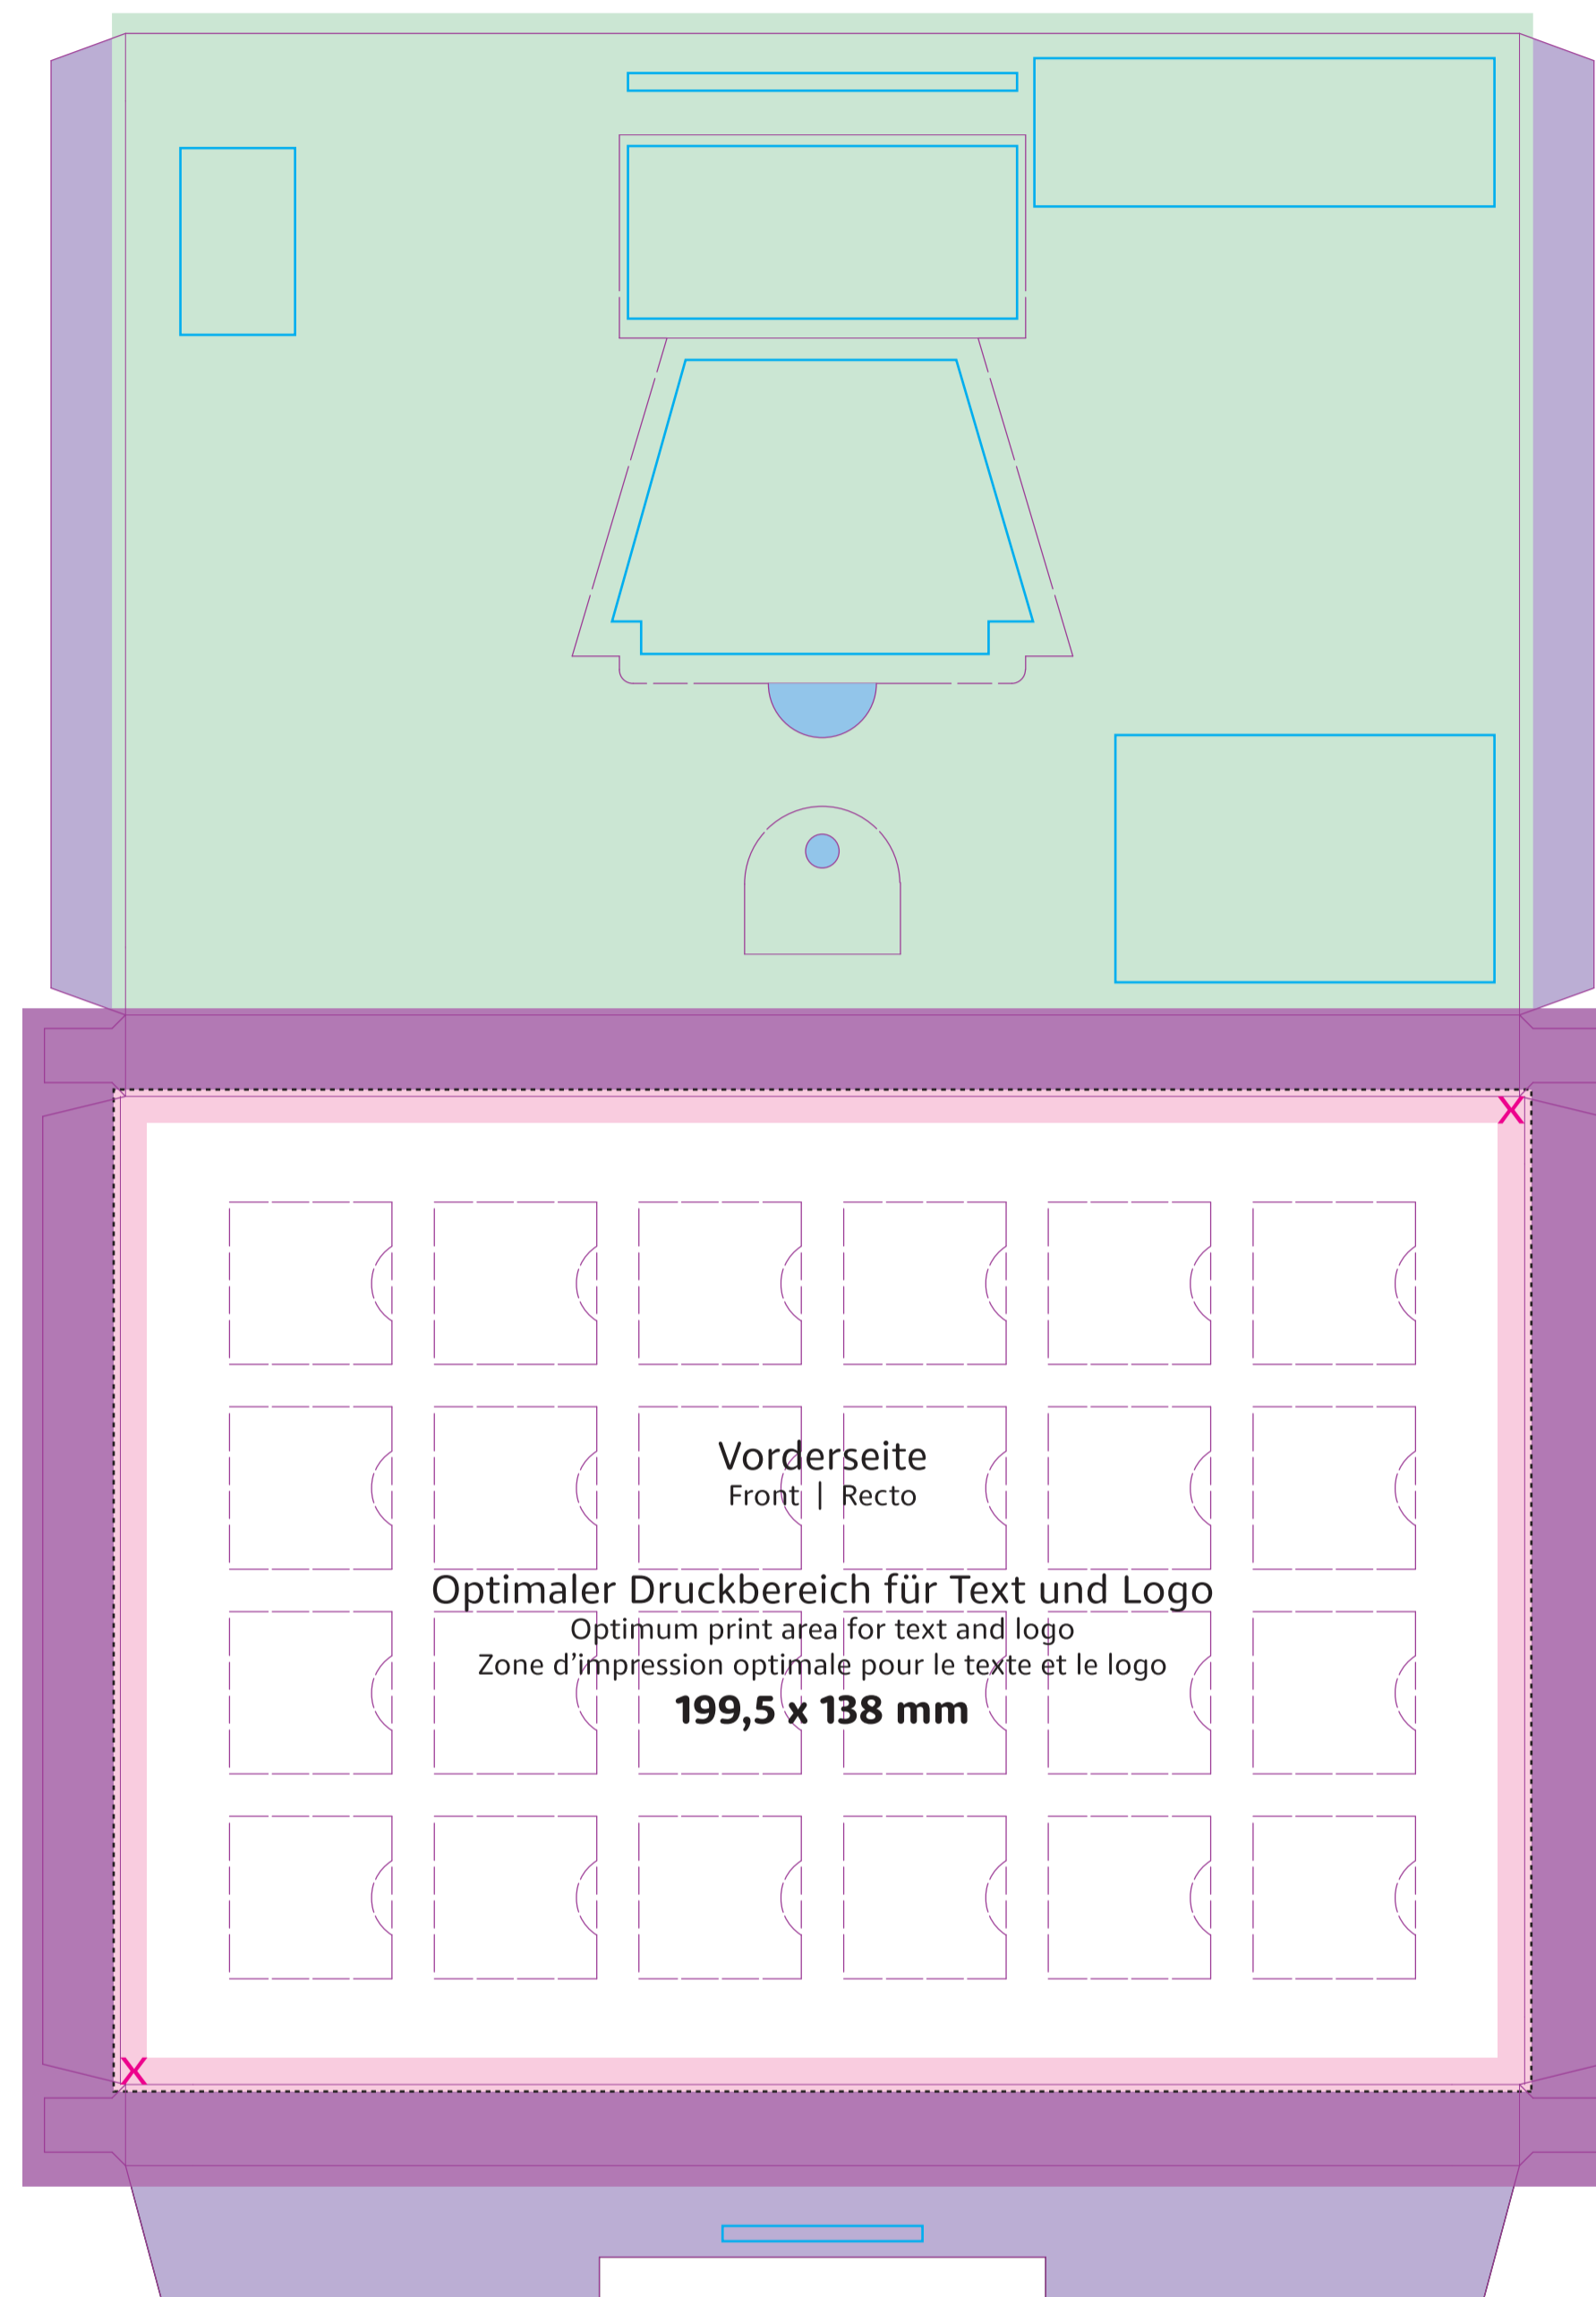 X
Vorderseite
Front | Recto
Optimaler Druckbereich für Text und Logo
Optimum print area for text and logo
Zone d’impression optimale pour le texte et le logo
199,5 x 138 mm
X